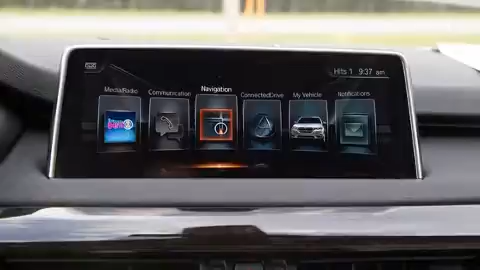 Hits 1 9:37 am
Media/Radio
Communication
Navigation
ConnectedDrive
My Vehicle
Notifications